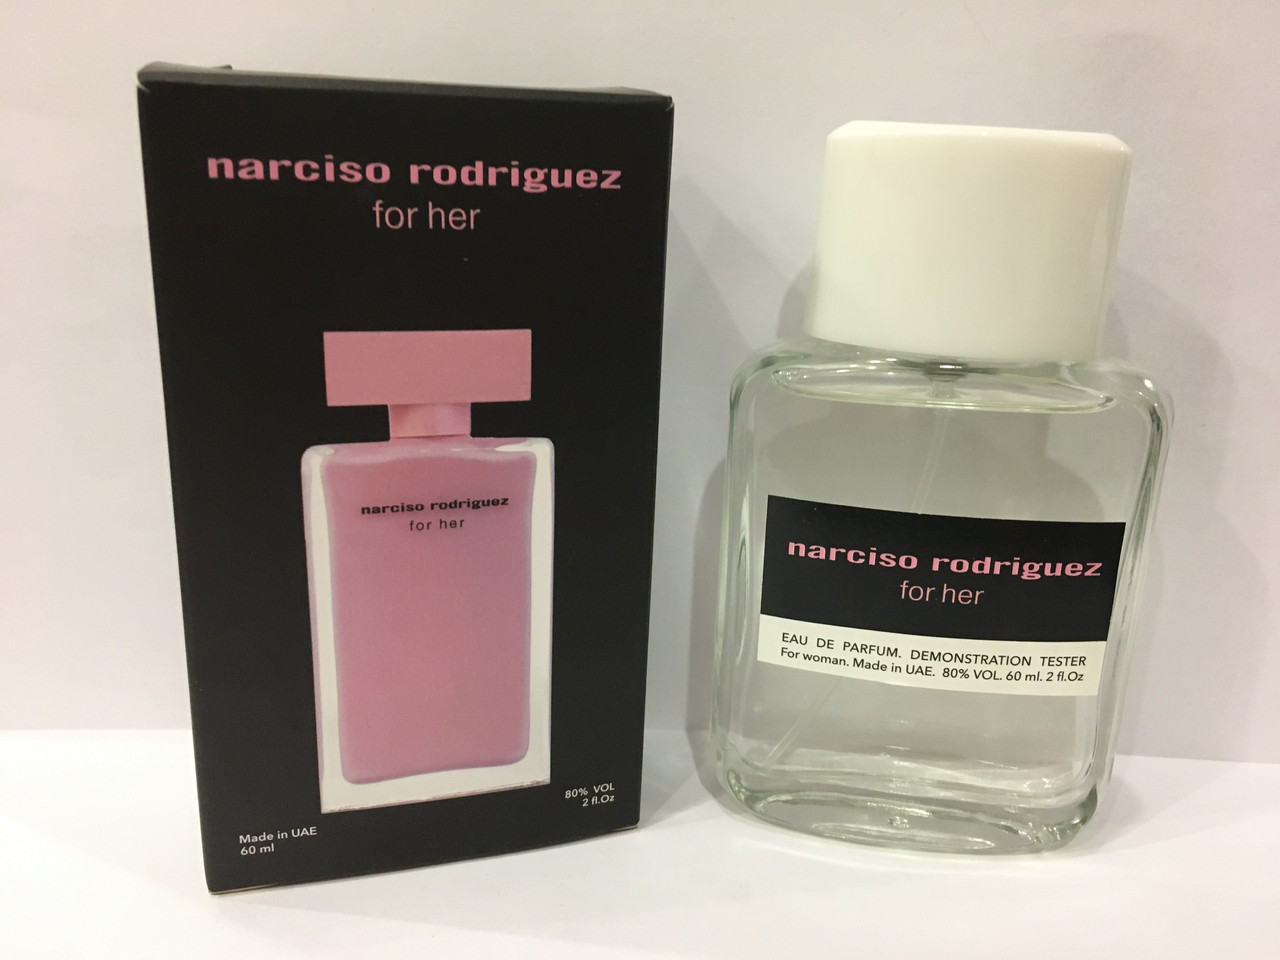 narciso rodriguez
for her
narciso rodriguez
for her
80% VOL
2 fl.Oz
Made in UAE
60 ml
narciso rodriguez
for her
EAU DE PARFUM. DEMONSTRATION TESTER
For woman. Made in UAE. 80% VOL. 60 ml. 2 fl.Oz